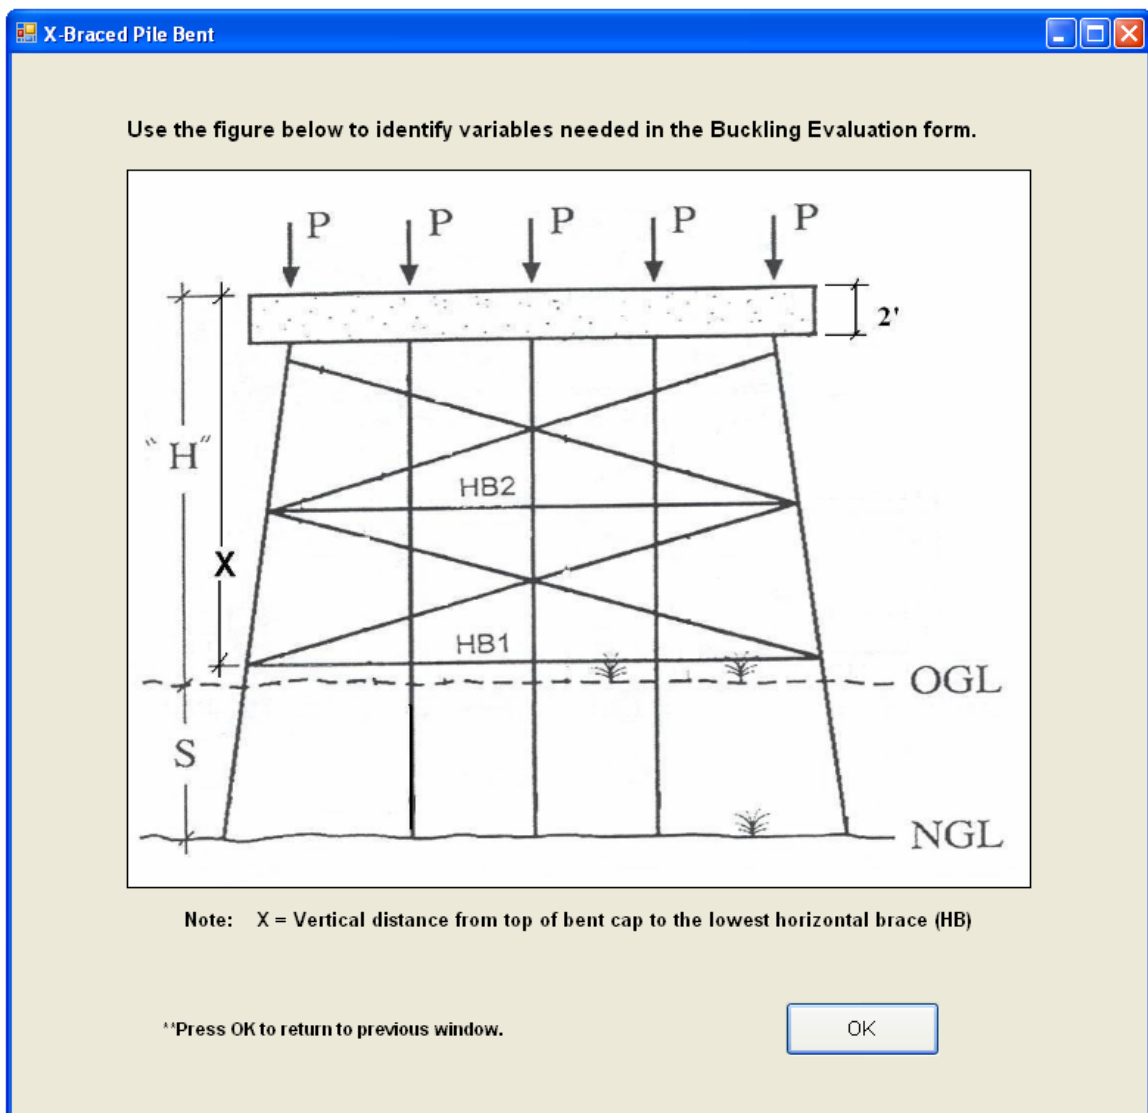 X-Braced Pile Bent
Use the figure below to identify variables needed in the Buckling Evaluation form.
P P P P P
2'
"H"
HB2
X
HB1
OGL
S
NGL
Note: X = Vertical distance from top of bent cap to the lowest horizontal brace (HB)
**Press OK to return to previous window.
OK